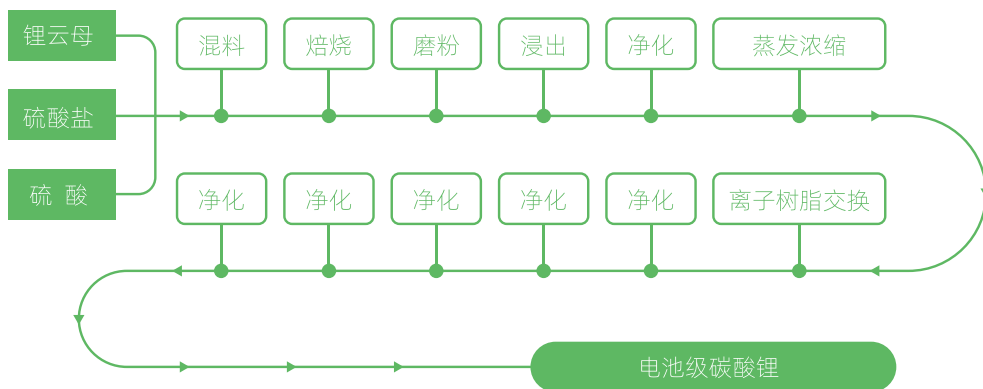 锂云母
混料
焙烧
磨粉
浸出
净化
蒸发浓缩
硫酸盐
硫 酸
净化
净化
净化
净化
净化
离子树脂交换
电池级碳酸锂